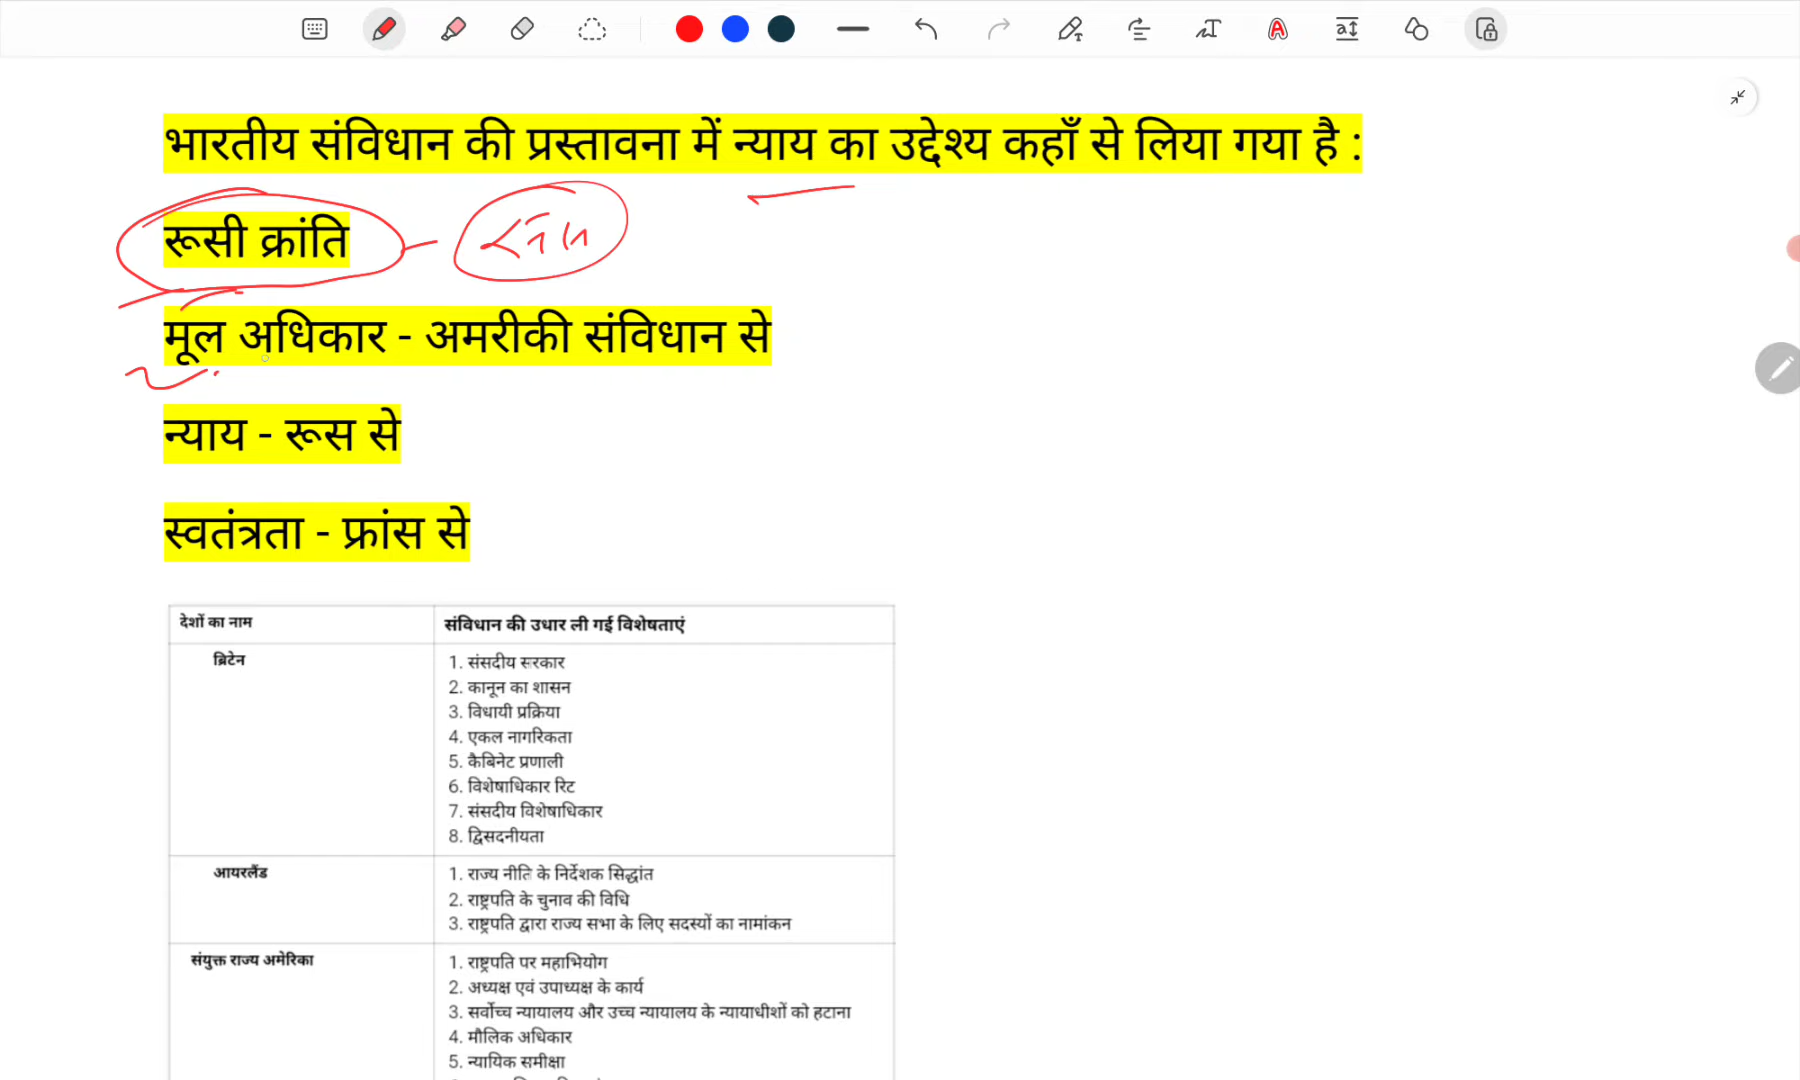 भारतीय संविधान की प्रस्तावना में न्याय का उद्देश्य कहाँ से लिया गया है :
रूसी क्रांति
मूल अधिकार - अमरीकी संविधान से
न्याय - रूस से
स्वतंत्रता - फ्रांस से
देशों का नाम
संविधान की उधार ली गई विशेषताएं
ब्रिटेन
1. संसदीय सरकार
2. कानून का शासन
3. विधायी प्रक्रिया
4. एकल नागरिकता
5. कैबिनेट प्रणाली
6. विशेषाधिकार रिट
7. संसदीय विशेषाधिकार
8. द्विसदनीयता
आयरलैंड
1. राज्य नीति के निर्देशक सिद्धांत
2. राष्ट्रपति के चुनाव की विधि
3. राष्ट्रपति द्वारा राज्य सभा के लिए सदस्यों का नामांकन
संयुक्त राज्य अमेरिका
1. राष्ट्रपति पर महाभियोग
2. अध्यक्ष एवं उपाध्यक्ष के कार्य
3. सर्वोच्च न्यायालय और उच्च न्यायालय के न्यायाधीशों को हटाना
4. मौलिक अधिकार
5. न्यायिक समीक्षा